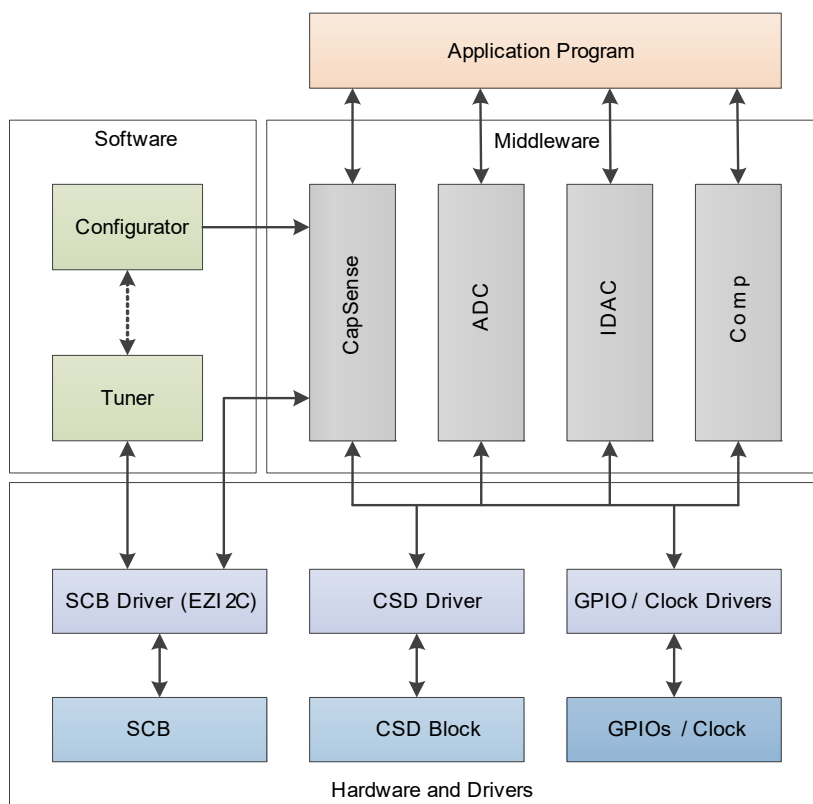 Application Program
Software
Middleware
Configurator
Tuner
CapSense
ADC
IDAC
Comp
SCB Driver (EZI2C)
CSD Driver
GPIO / Clock Drivers
SCB
CSD Block
GPIOs / Clock
Hardware and Drivers